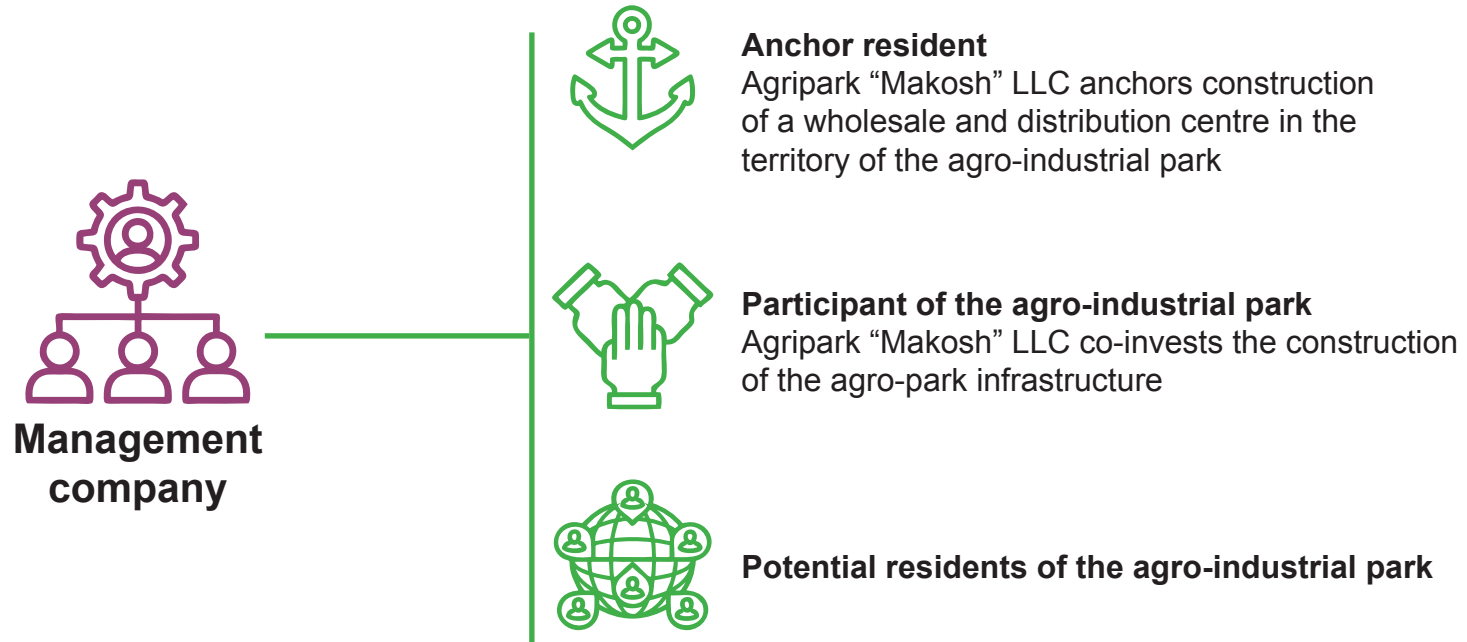 Anchor resident
Agripark “Makosh” LLC anchors construction
of a wholesale and distribution centre in the
territory of the agro-industrial park
Management
company
Participant of the agro-industrial park
Agripark “Makosh” LLC co-invests the construction
of the agro-park infrastructure
Potential residents of the agro-industrial park